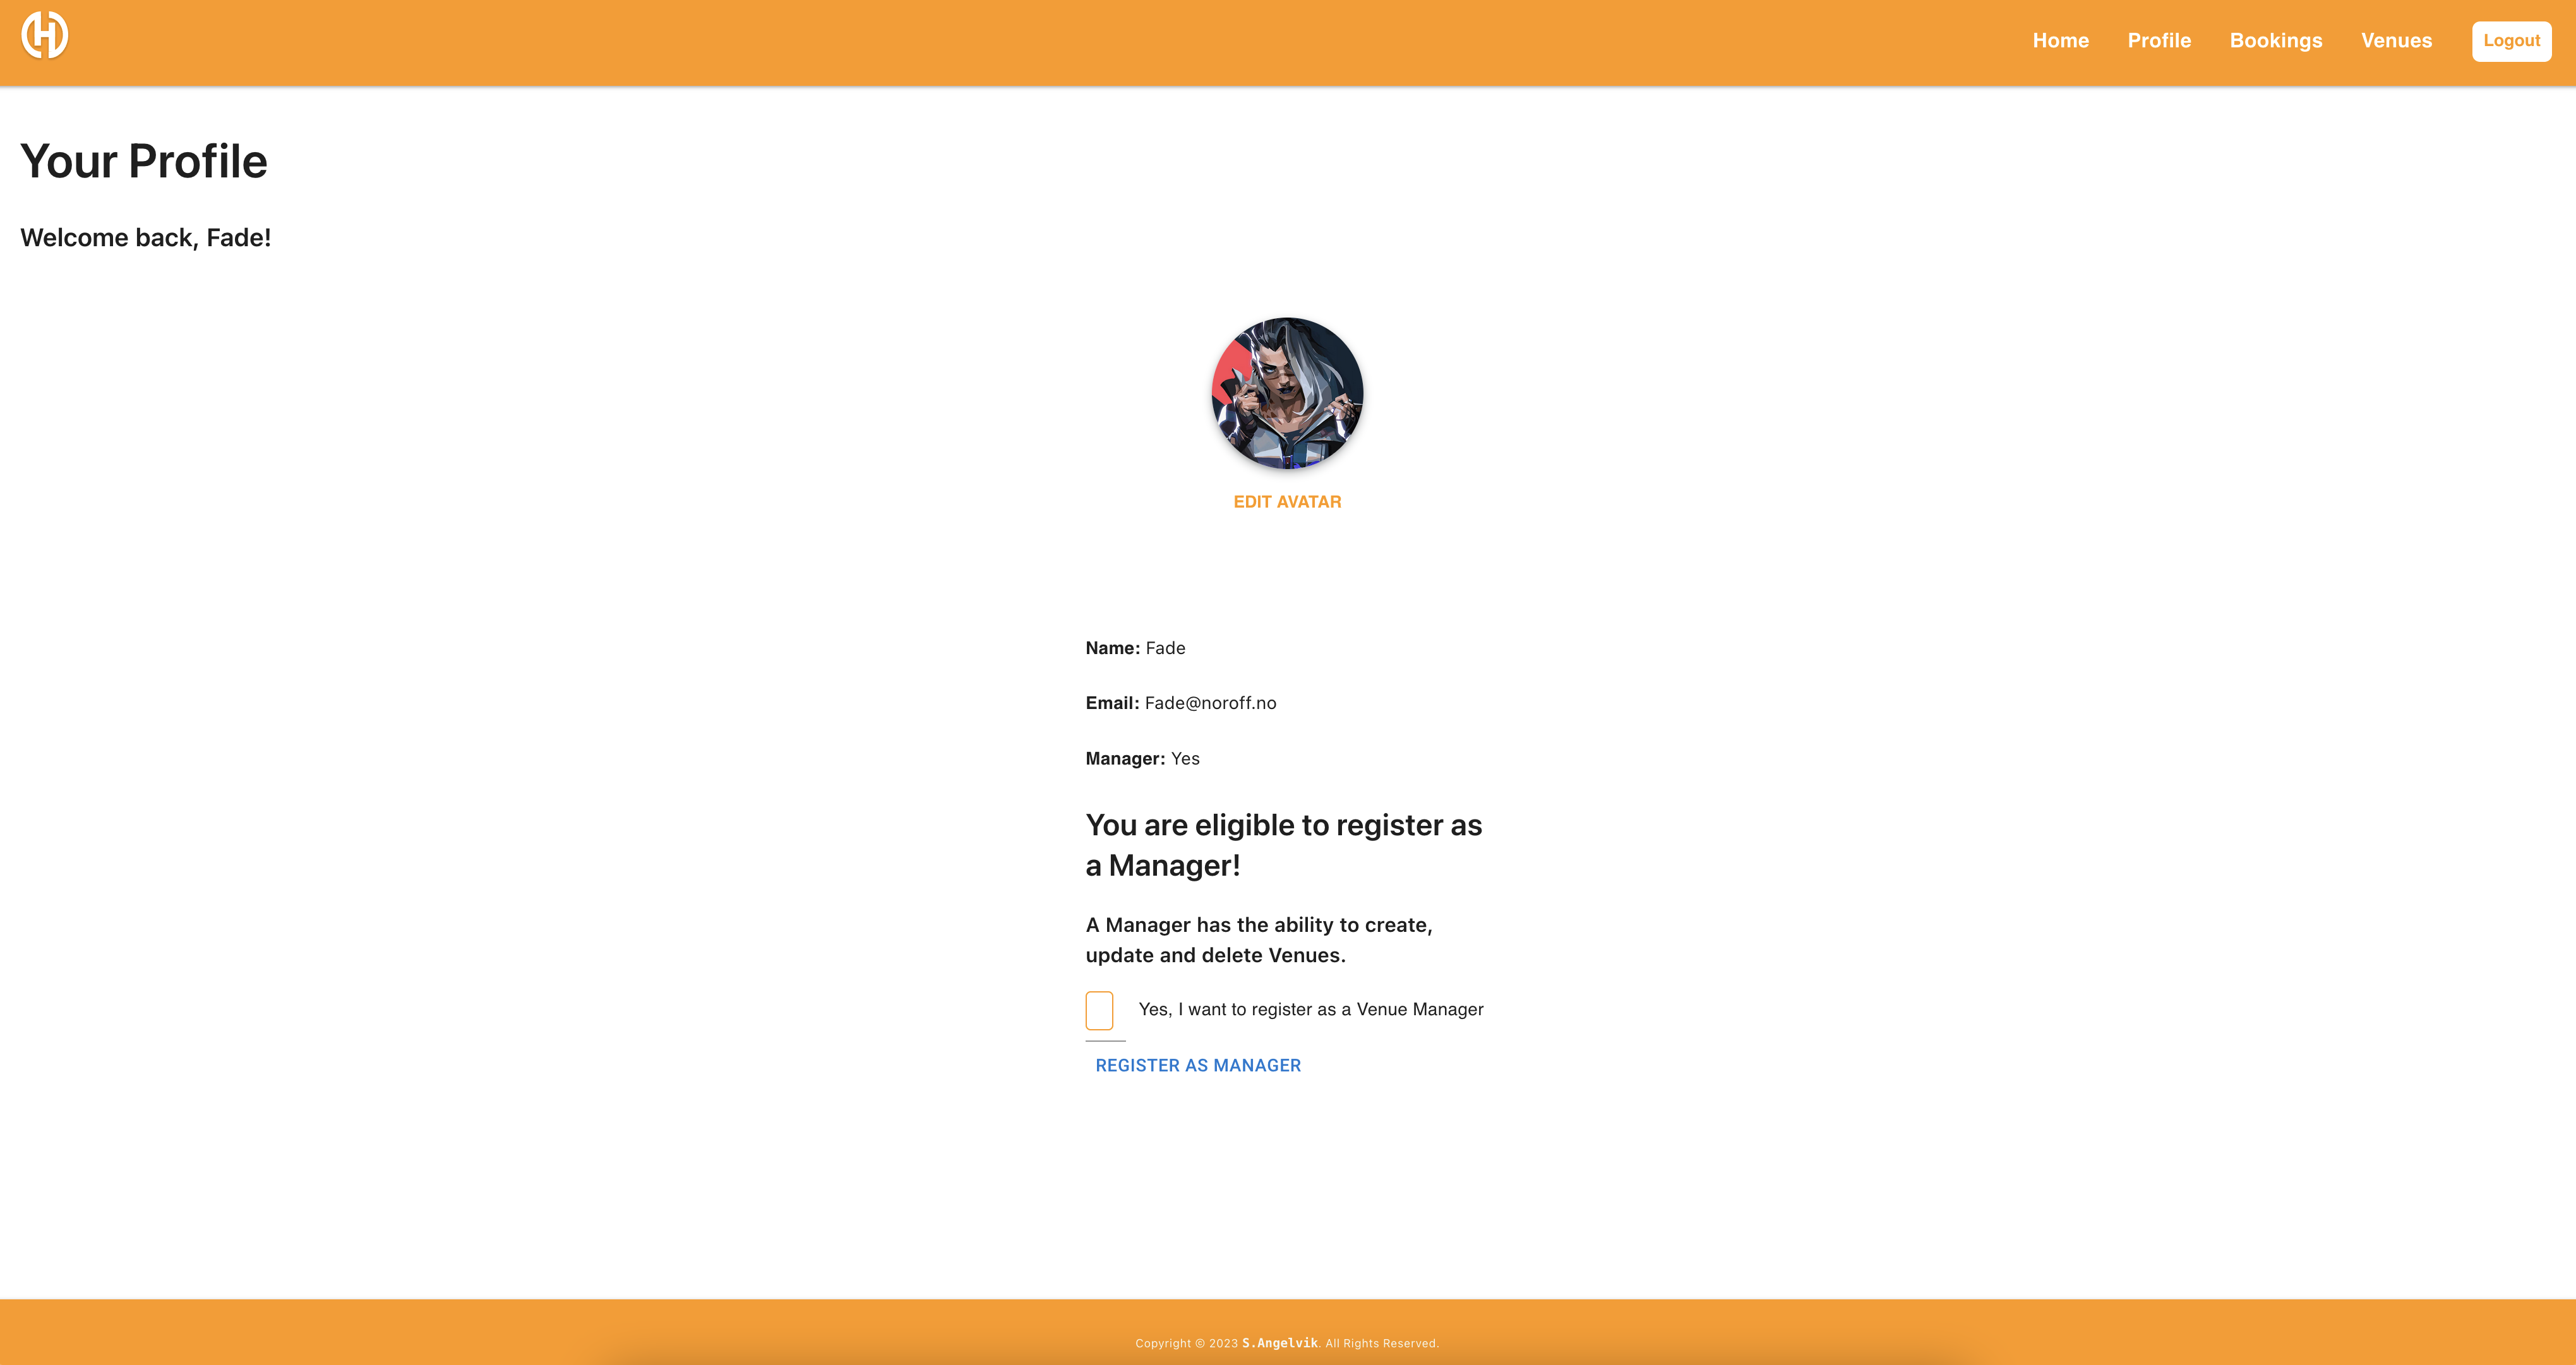 Home Profile Bookings Venues Logout
Your Profile
Welcome back, Fade!
EDIT AVATAR
Name: Fade
Email: Fade@noroff.no
Manager: Yes
You are eligible to register as
a Manager!
A Manager has the ability to create,
update and delete Venues.
Yes, I want to register as a Venue Manager
REGISTER AS MANAGER
Copyright © 2023 S.Angelvik. All Rights Reserved.